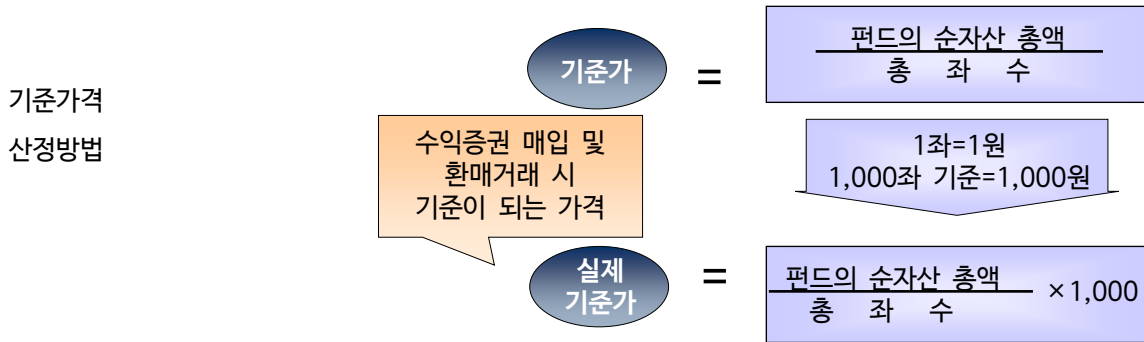 기준가격
산정방법
기준가
=
펀드의 순자산 총액
총 좌 수
수익증권 매입 및
환매거래 시
기준이 되는 가격
1좌=1원
1,000좌 기준=1,000원
실제
기준가
=
펀드의 순자산 총액
총 좌 수
×1,000